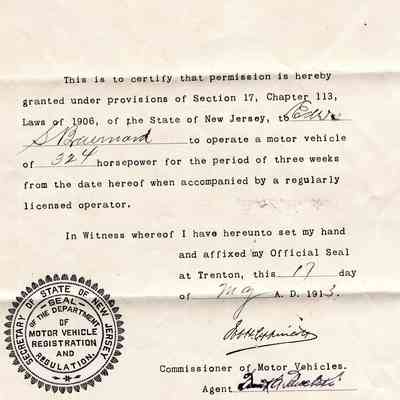 This is to certify that permission is hereby
granted under provisions of Section 17, Chapter 113,
Laws of 1906, of the State of New Jersey, to
S to operate a motor vehicle
of 324 horsepower for the period of three weeks
from the date hereof when accompanied by a regularly
licensed operator.
In Witness whereof I have hereunto set my hand
and affixed my Official Seal
at Trenton, this 17 day
of A. D. 1913.
Commissioner of Motor Vehicles.
Agent
SECRETARY OF STATE OF NEW JERSEY
SEAL
OF THE DEPARTMENT
OF
MOTOR VEHICLE
REGISTRATION
AND
REGULATION.